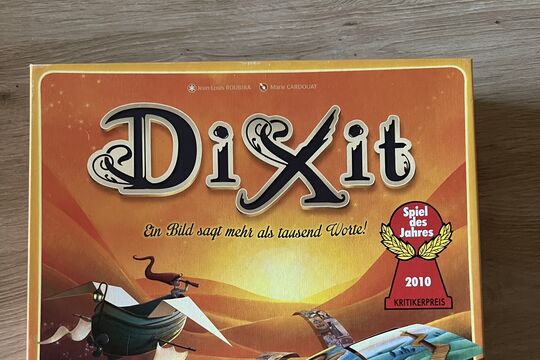 Jean-Louis ROUBIRA Marie CARDOUAT
DiXit
Ein Bild sagt mehr als tausend Worte!
Spiel
des
Jahres
2010
KRITIKERPREIS